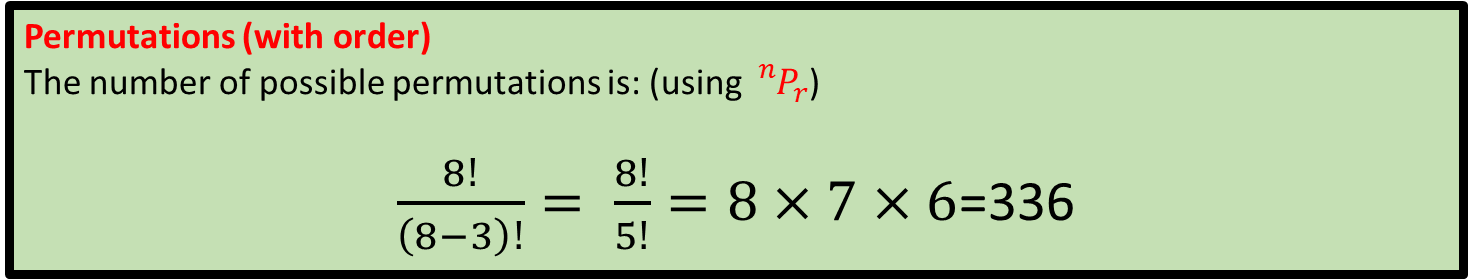 Permutations (with order)
The number of possible permutations is: (using ⁿPᵣ)
8!/(8−3)! = 8!/5! = 8 × 7 × 6=336